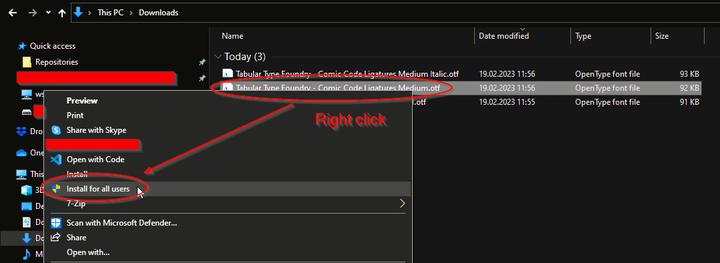 This PC > Downloads
Name
Date modified
Type
Size
Quick access
Repositories
Today (3)
Tabular Type Foundry - Comic Code Ligatures Medium Italic.otf 19.02.2023 11:56 OpenType font file 93 KB
Tabular Type Foundry - Comic Code Ligatures Medium.otf 19.02.2023 11:56 OpenType font file 92 KB
.otf 19.02.2023 11:55 OpenType font file 91 KB
Right click
Preview
Print
Share with Skype
Open with Code
Install
Install for all users
7-Zip
Scan with Microsoft Defender...
Share
Open with...
ws
Dro
One
This
3D
De
Do
Do
M